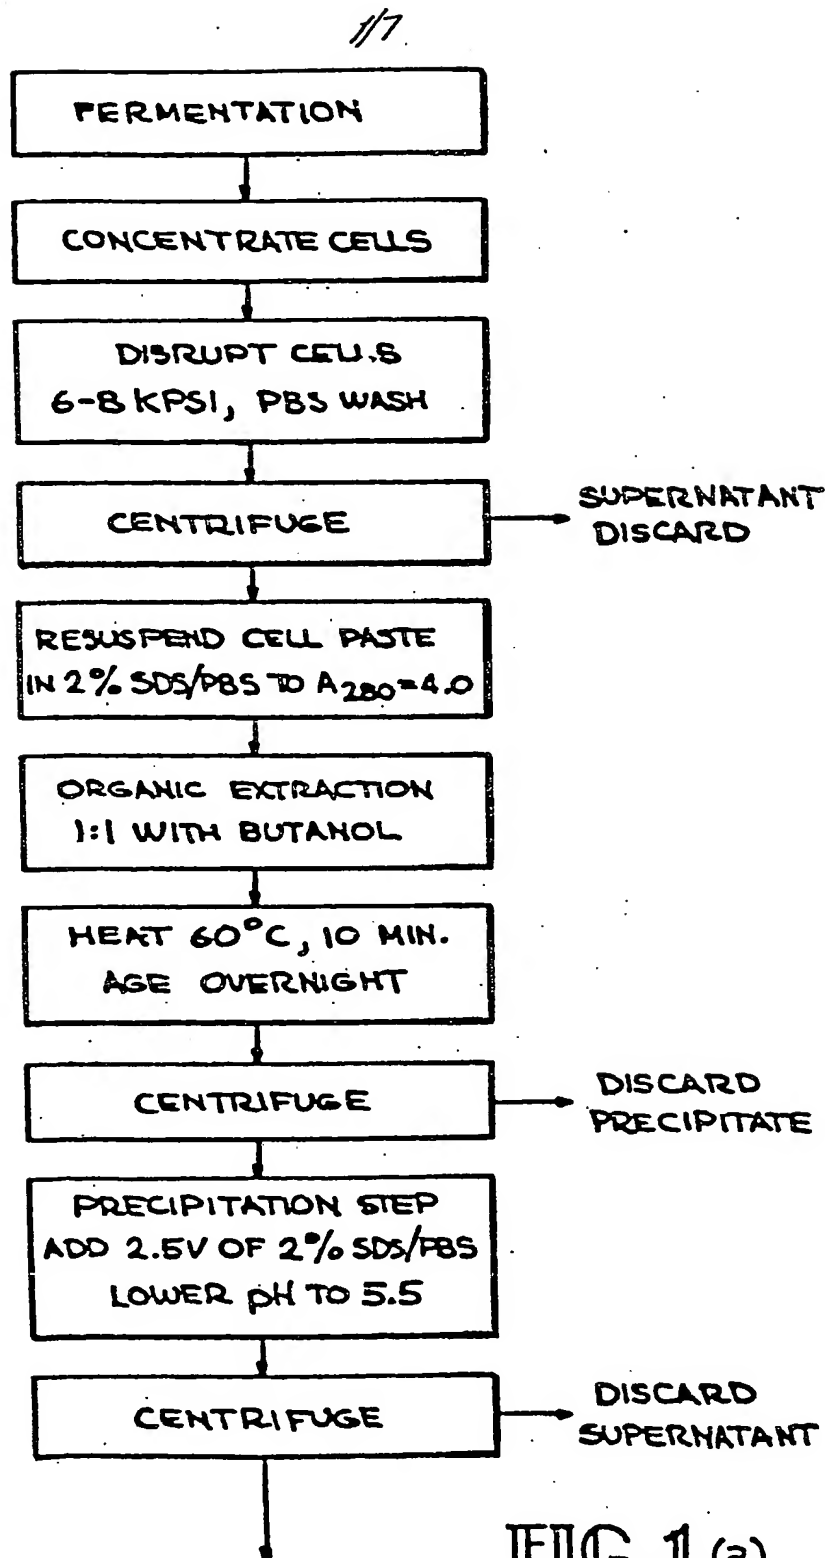 1/7
FERMENTATION
CONCENTRATE CELLS
DISRUPT CELLS
6-8 KPSI, PBS WASH
CENTRIFUGE
SUPERNATANT
DISCARD
RESUSPEND CELL PASTE
IN 2% SDS/PBS TO A280=4.0
ORGANIC EXTRACTION
1:1 WITH BUTANOL
HEAT 60°C, 10 MIN.
AGE OVERNIGHT
CENTRIFUGE
DISCARD
PRECIPITATE
PRECIPITATION STEP
ADD 2.5V OF 2% SDS/PBS
LOWER pH TO 5.5
CENTRIFUGE
DISCARD
SUPERNATANT
FIG. 1 (a)